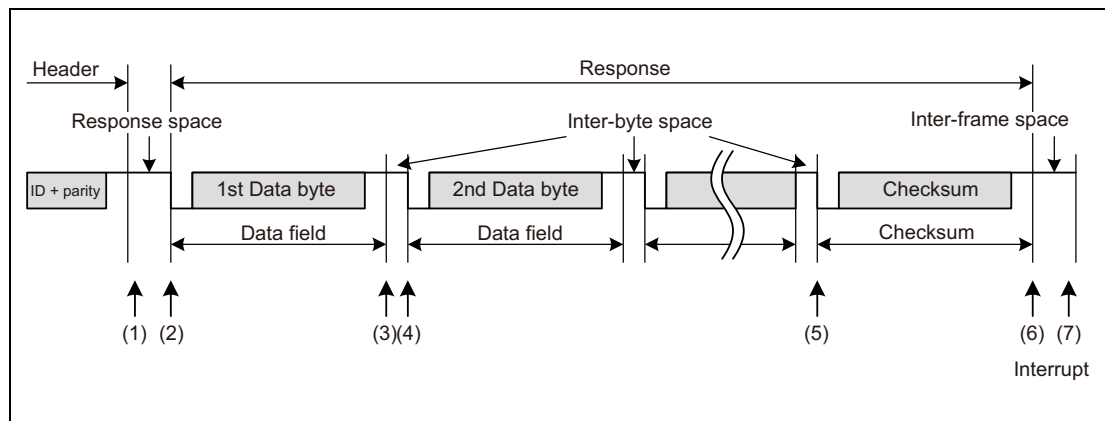 Header
Response
Response space
Inter-byte space
Inter-frame space
ID + parity
1st Data byte
2nd Data byte
Checksum
Data field
Data field
Checksum
(1)
(2)
(3)
(4)
(5)
(6)
(7)
Interrupt